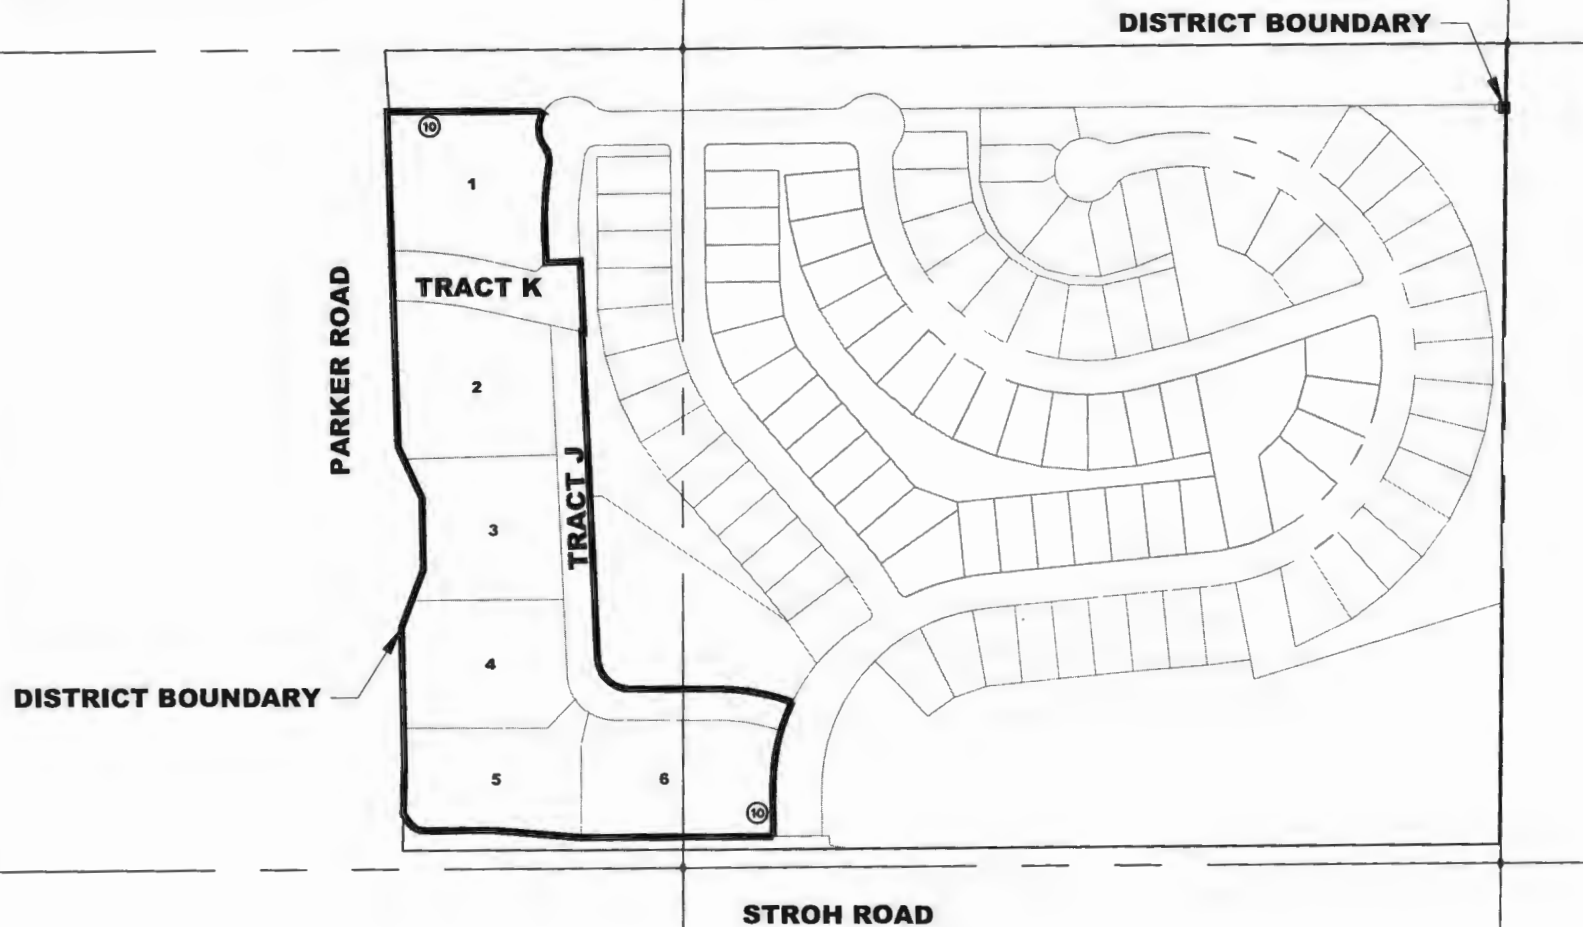 DISTRICT BOUNDARY
10
1
TRACT K
PARKER ROAD
2
TRACT J
3
4
DISTRICT BOUNDARY
5
6
10
STROH ROAD